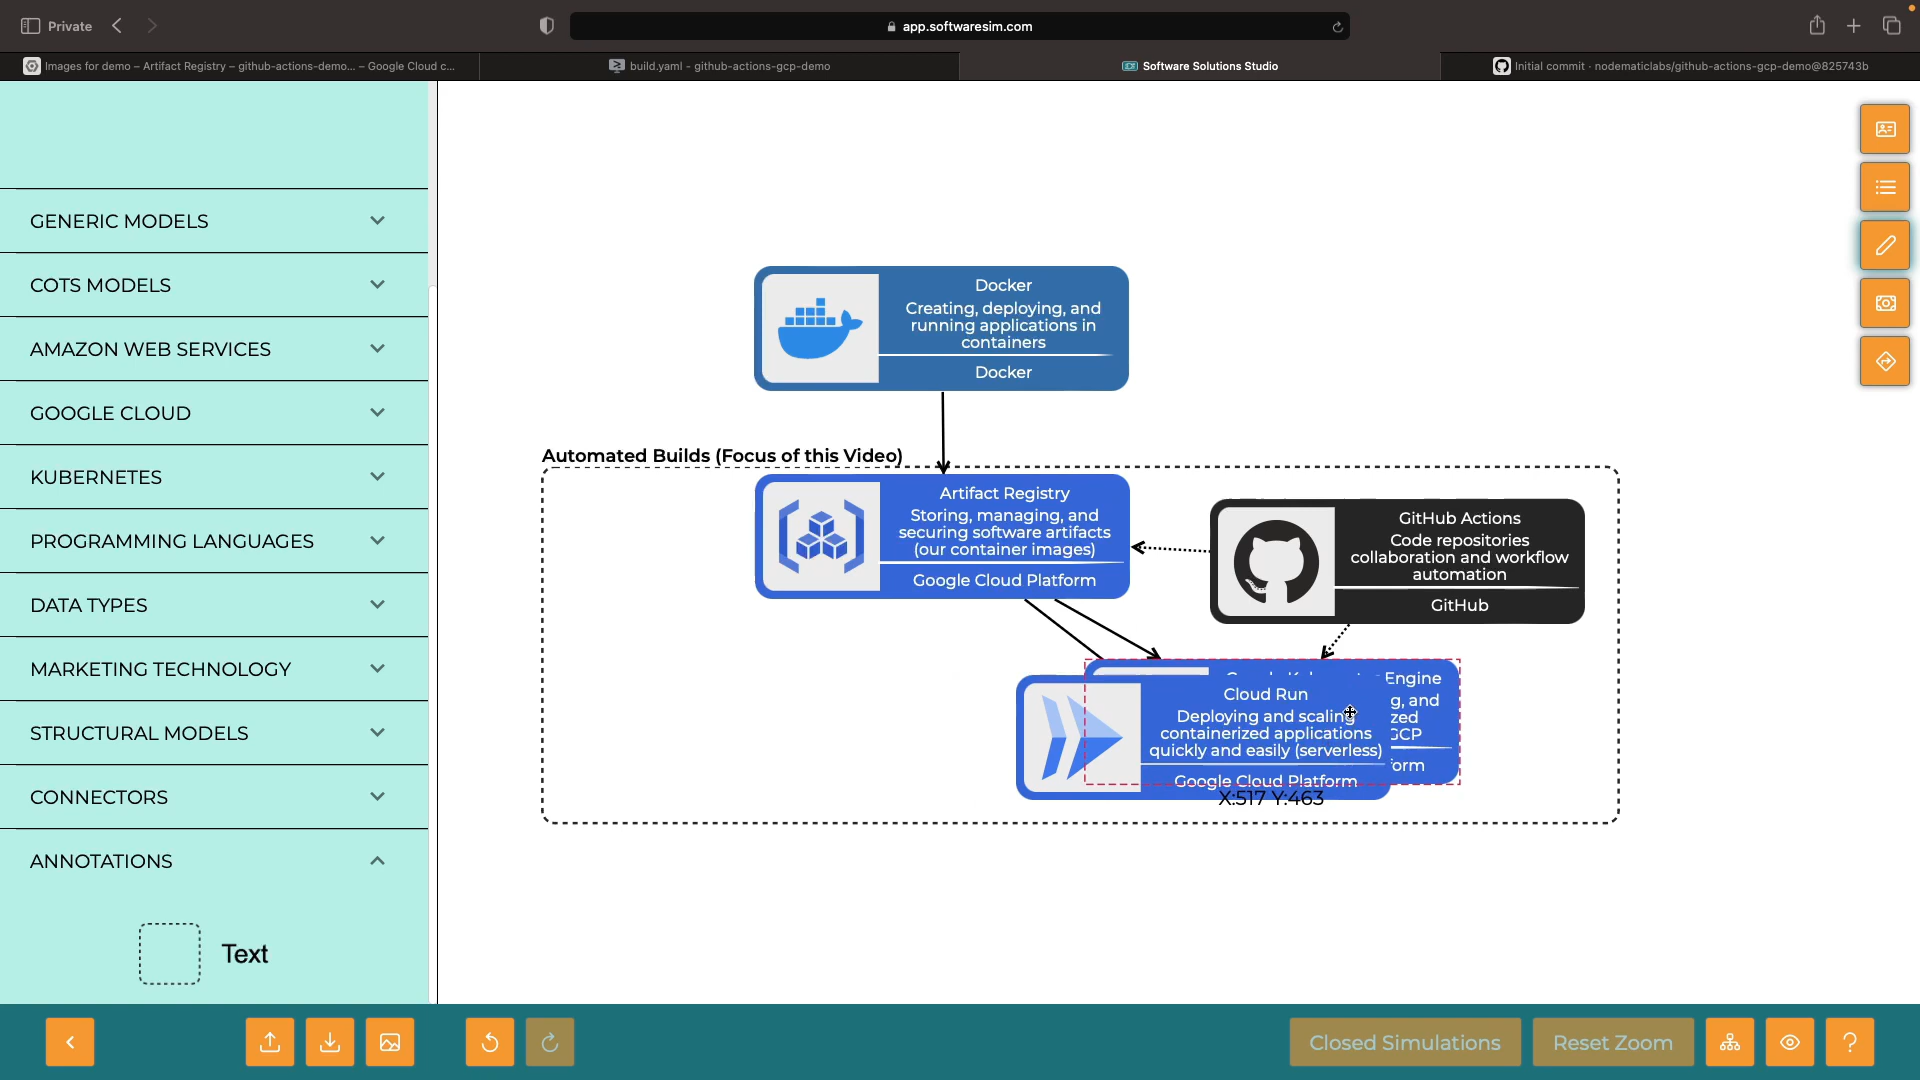 Private
app.softwaresim.com
Images for demo – Artifact Registry – github-actions-demo... – Google Cloud c...
build.yaml - github-actions-gcp-demo
Software Solutions Studio
Initial commit · nodematiclabs/github-actions-gcp-demo@825743b
GENERIC MODELS
COTS MODELS
AMAZON WEB SERVICES
GOOGLE CLOUD
KUBERNETES
PROGRAMMING LANGUAGES
DATA TYPES
MARKETING TECHNOLOGY
STRUCTURAL MODELS
CONNECTORS
ANNOTATIONS
Text
Docker
Creating, deploying, and
running applications in
containers
Docker
Automated Builds (Focus of this Video)
Artifact Registry
Storing, managing, and
securing software artifacts
(our container images)
Google Cloud Platform
GitHub Actions
Code repositories
collaboration and workflow
automation
GitHub
Engine
g, and
zed
GCP
form
Cloud Run
Deploying and scaling
containerized applications
quickly and easily (serverless)
Google Cloud Platform
X:517 Y:463
Closed Simulations
Reset Zoom